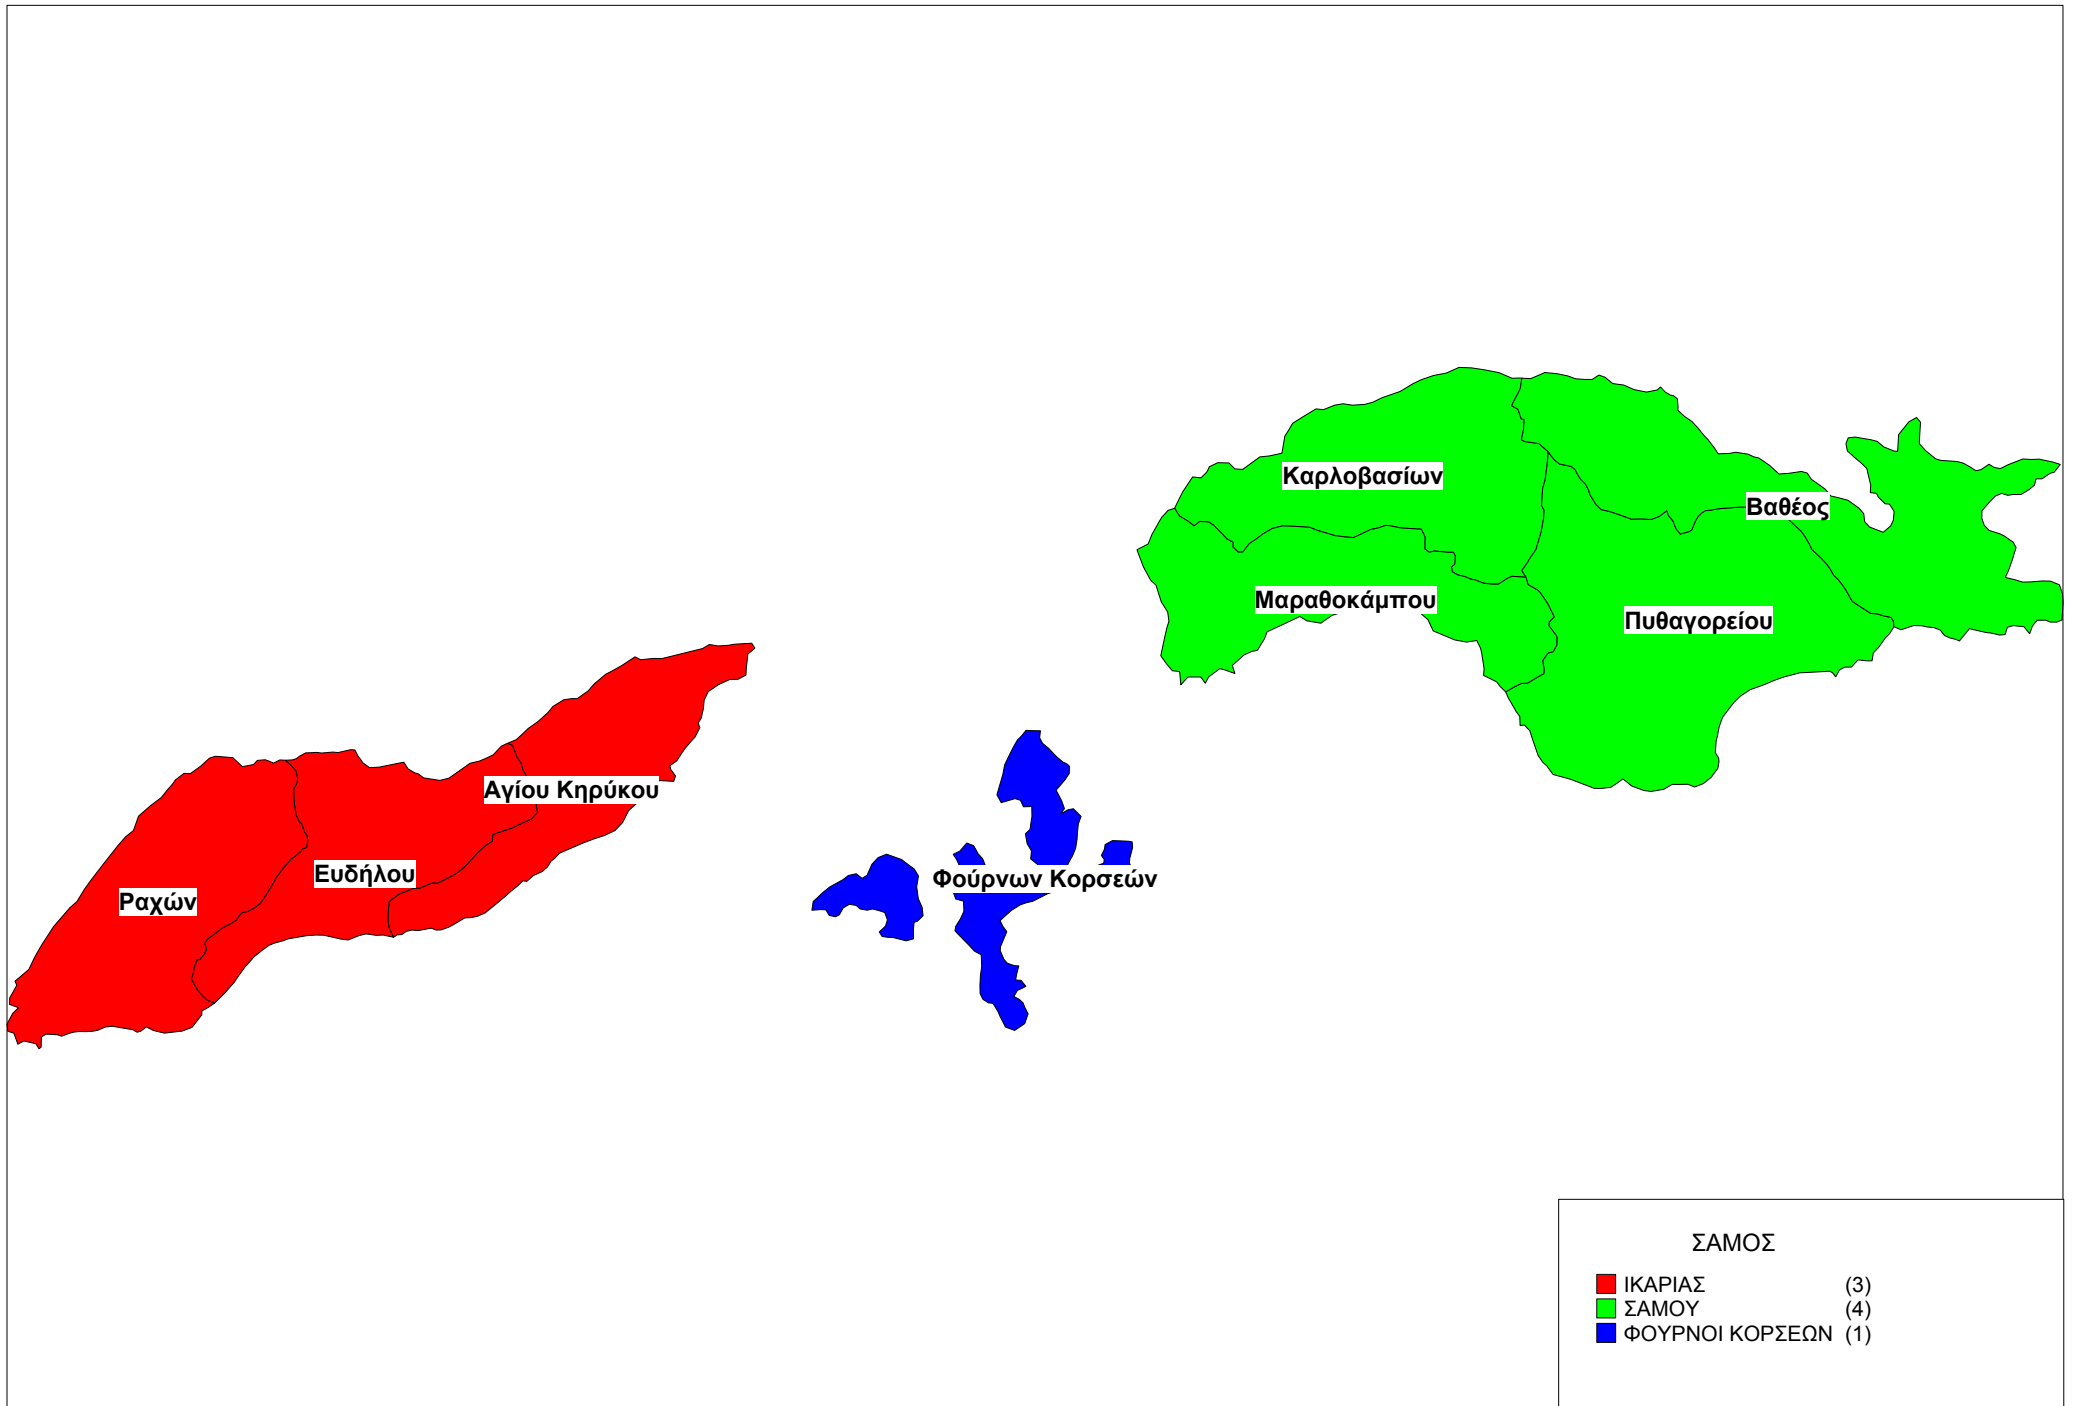 Καρλοβασίων
Βαθέος
Μαραθοκάμπου
Πυθαγορείου
Αγίου Κηρύκου
Ευδήλου
Φούρνων Κορσεών
Ραχών
ΣΑΜΟΣ
ΙΚΑΡΙΑΣ (3)
ΣΑΜΟΥ (4)
ΦΟΥΡΝΟΙ ΚΟΡΣΕΩΝ (1)